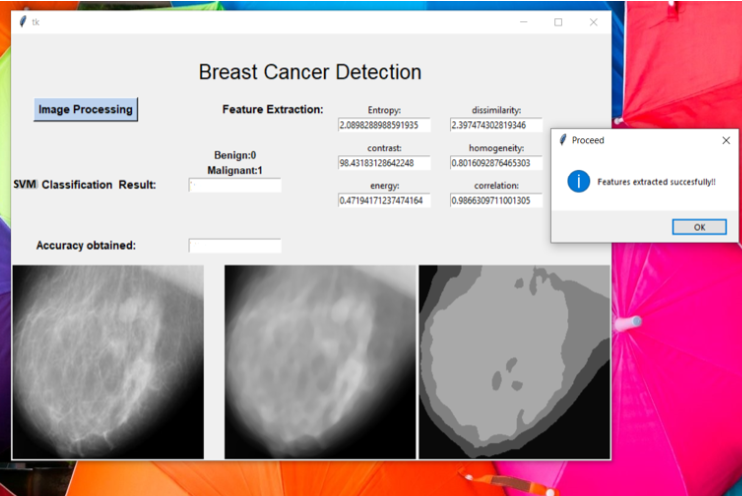 tk
Breast Cancer Detection
Image Processing
Feature Extraction:
Entropy:
dissimilarity:
2.0898288988591935
2.397474302819346
contrast:
homogeneity:
98.43183128642248
0.8016092876465303
energy:
correlation:
0.47194171237474164
0.9866309711001305
Benign:0
Malignant:1
SVM Classification Result:
Accuracy obtained:
Proceed
Features extracted succesfully!!
OK